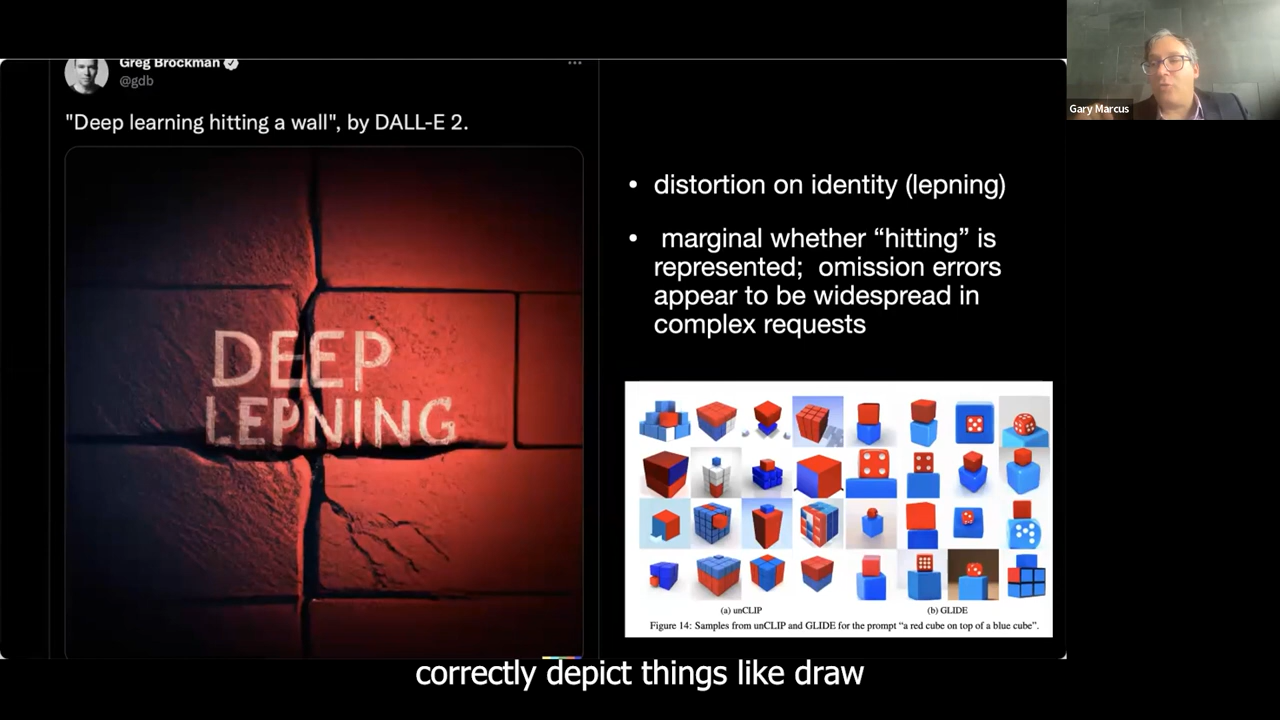 Greg Brockman
@gdb
"Deep learning hitting a wall", by DALL-E 2.
DEEP
LEPNING
• distortion on identity (lepning)
• marginal whether “hitting” is
represented; omission errors
appear to be widespread in
complex requests
(a) unCLIP
(b) GLIDE
Figure 14: Samples from unCLIP and GLIDE for the prompt “a red cube on top of a blue cube”.
Gary Marcus
correctly depict things like draw